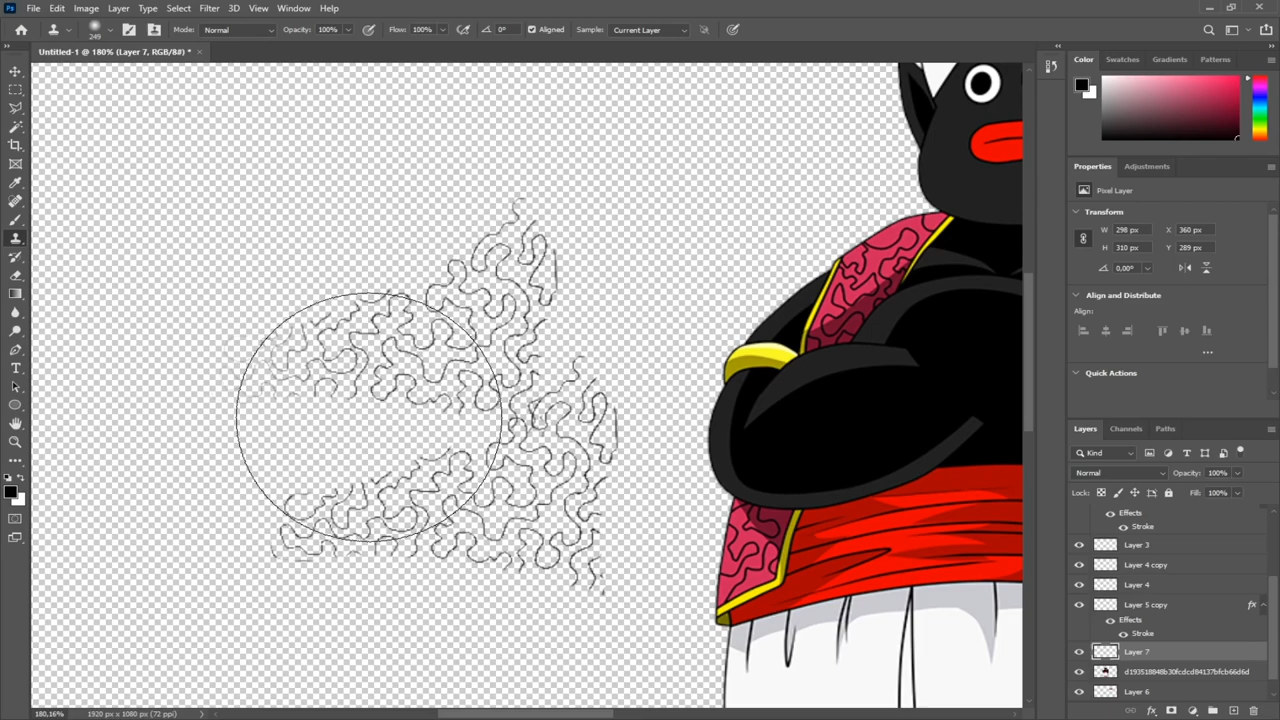 Ps File Edit Image Layer Type Select Filter 3D View Window Help
249 Mode: Normal Opacity: 100% Flow: 100% 0° Aligned Sample: Current Layer
Untitled-1 @ 180% (Layer 7, RGB/8#) * ×
Color Swatches Gradients Patterns
Properties Adjustments
Pixel Layer
Transform
W 298 px X 360 px
H 310 px Y 289 px
0,00°
Align and Distribute
Align:
Quick Actions
Layers Channels Paths
Kind
Normal Opacity: 100%
Lock: Fill: 100%
Effects
Stroke
Layer 3
Layer 4 copy
Layer 4
Layer 5 copy fx
Effects
Stroke
Layer 7
d193518848b30fcdcd84137bfcb66d6d
Layer 6
180,16% 1920 px x 1080 px (72 ppi)
fx